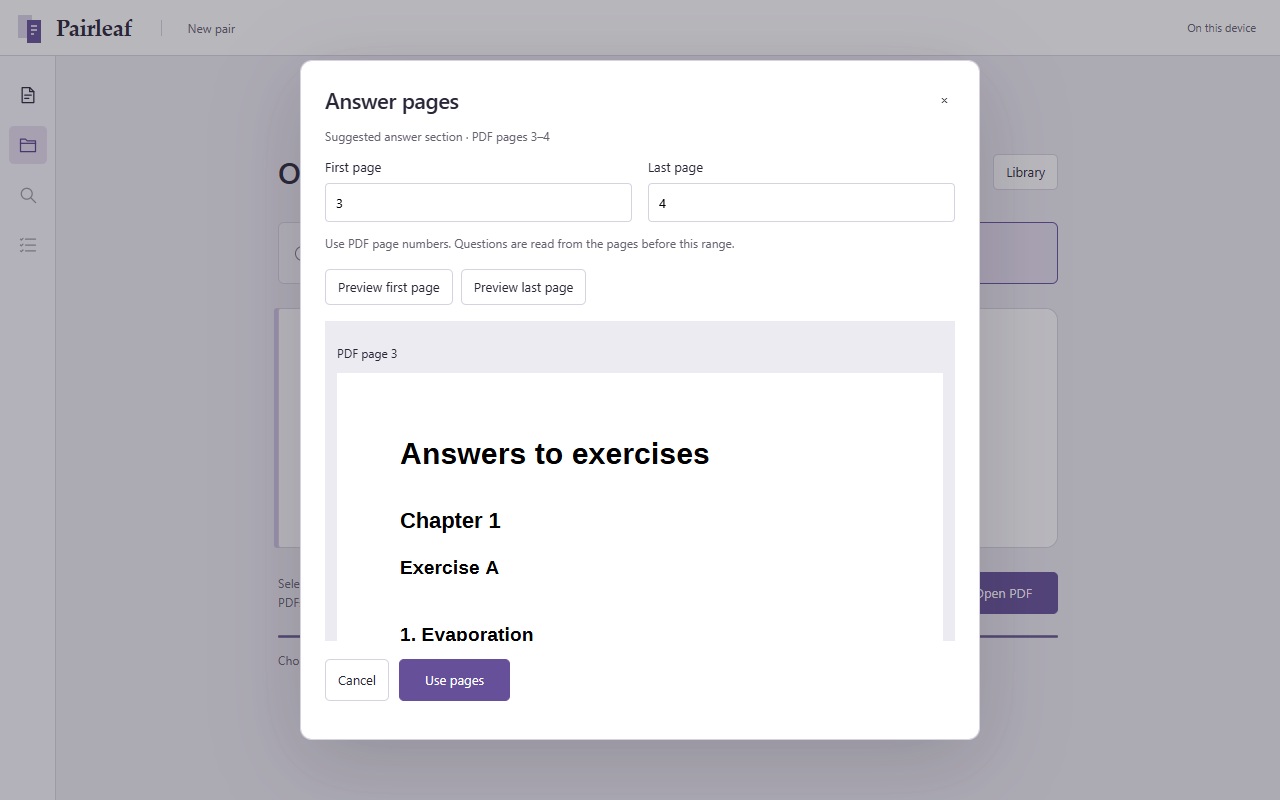 Pairleaf
New pair
On this device
Answer pages
×
Suggested answer section · PDF pages 3–4
First page
Last page
3
4
Use PDF page numbers. Questions are read from the pages before this range.
Preview first page
Preview last page
PDF page 3
Answers to exercises
Chapter 1
Exercise A
1. Evaporation
Cancel
Use pages
Library
Open PDF
PDF